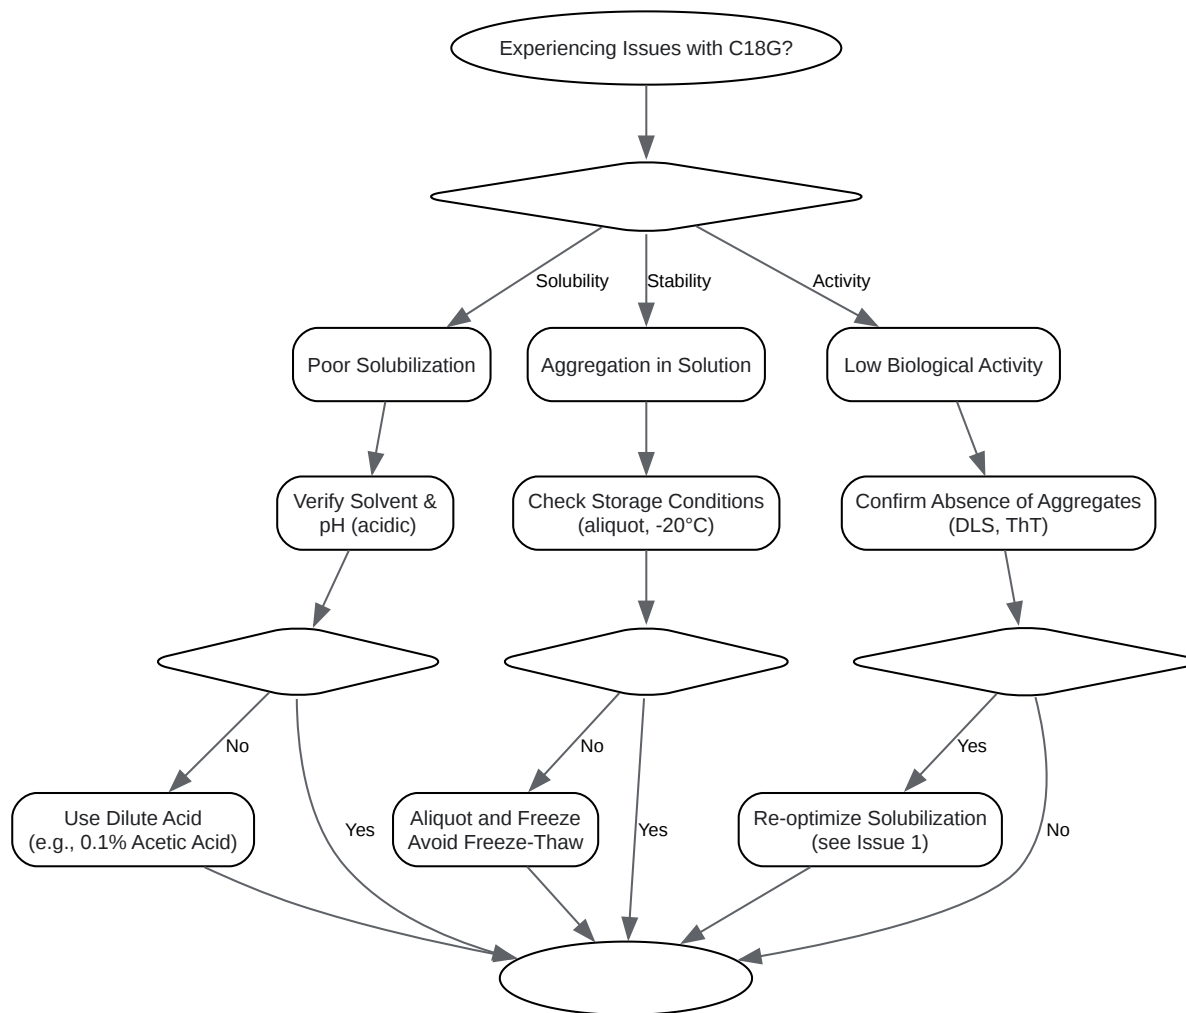 Experiencing Issues with C18G?
Solubility
Stability
Activity
Poor Solubilization
Aggregation in Solution
Low Biological Activity
Verify Solvent &
pH (acidic)
Check Storage Conditions
(aliquot, -20°C)
Confirm Absence of Aggregates
(DLS, ThT)
No
No
Yes
Use Dilute Acid
(e.g., 0.1% Acetic Acid)
Yes
Aliquot and Freeze
Avoid Freeze-Thaw
Yes
Re-optimize Solubilization
(see Issue 1)
No